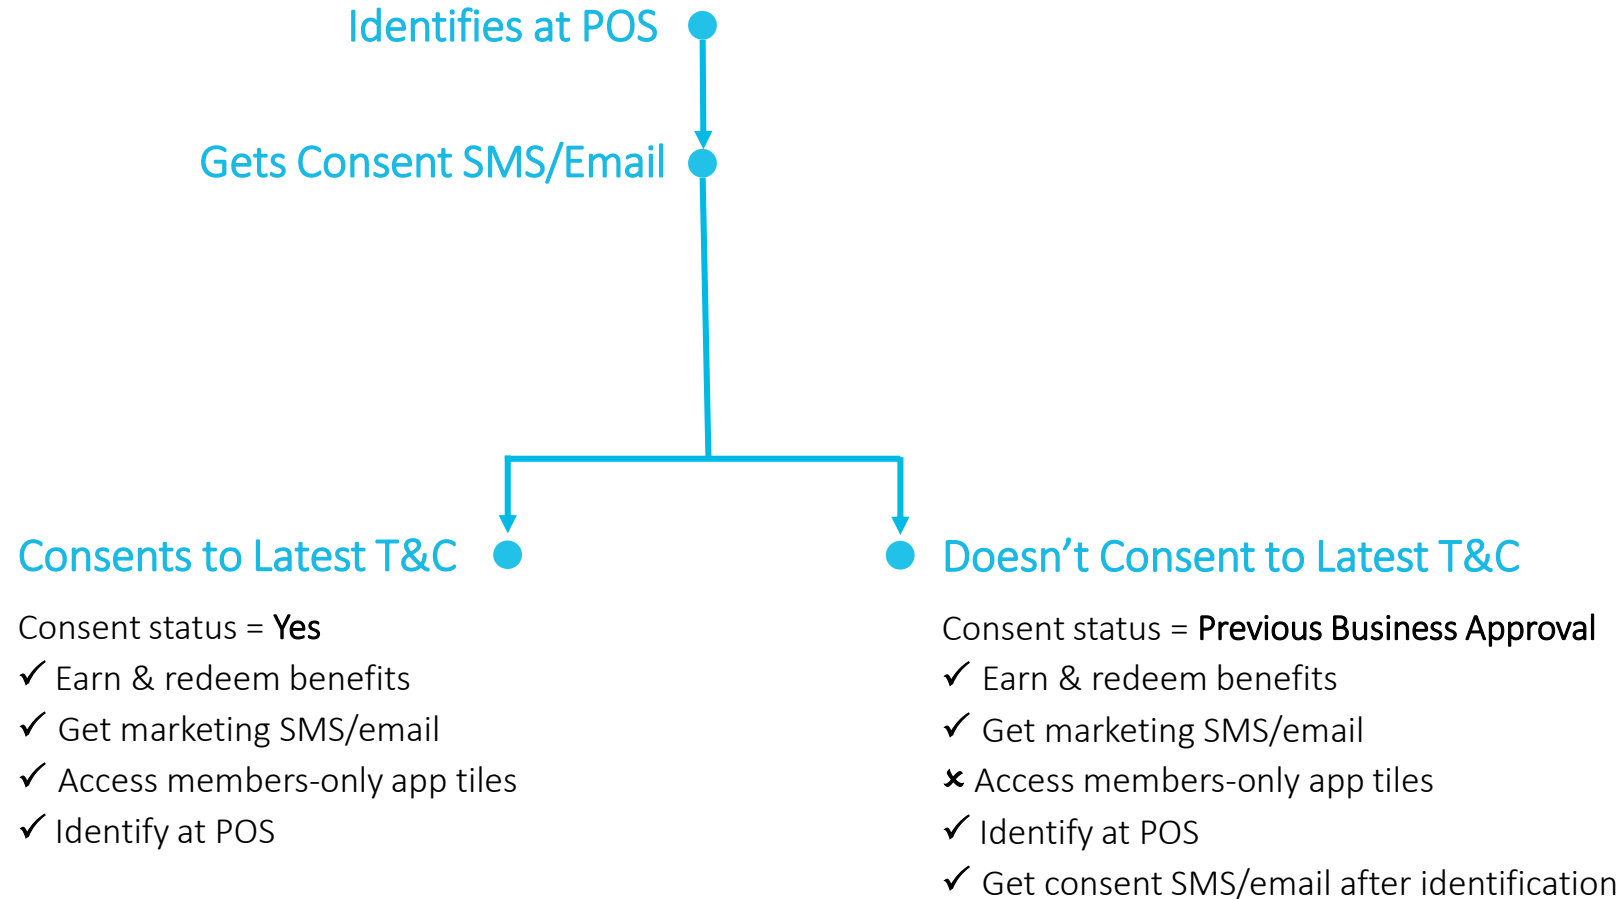 Identifies at POS
Gets Consent SMS/Email
Consents to Latest T&C
Consent status = Yes
✓ Earn & redeem benefits
✓ Get marketing SMS/email
✓ Access members-only app tiles
✓ Identify at POS
Doesn’t Consent to Latest T&C
Consent status = Previous Business Approval
✓ Earn & redeem benefits
✓ Get marketing SMS/email
✗ Access members-only app tiles
✓ Identify at POS
✓ Get consent SMS/email after identification